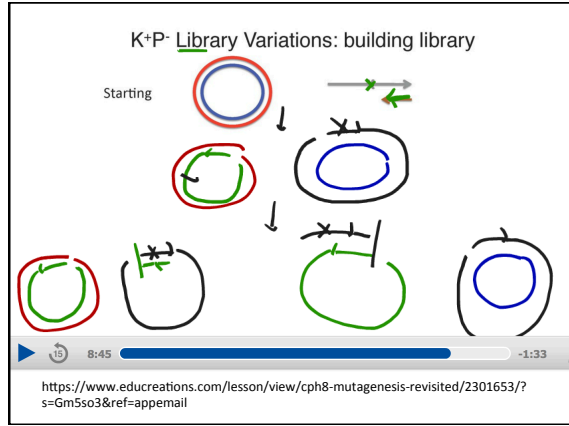 K+P- Library Variations: building library
Starting
15 8:45 -1:33
https://www.educreations.com/lesson/view/cph8-mutagenesis-revisited/2301653/?
s=Gm5so3&ref=appemail